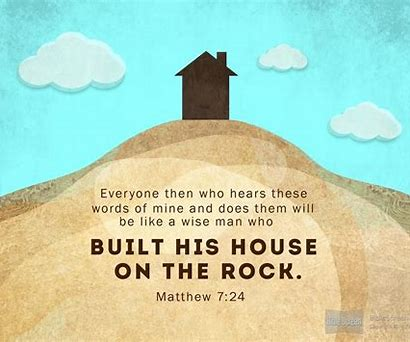 Everyone then who hears these
words of mine and does them will
be like a wise man who
BUILT HIS HOUSE
ON THE ROCK.
Matthew 7:24